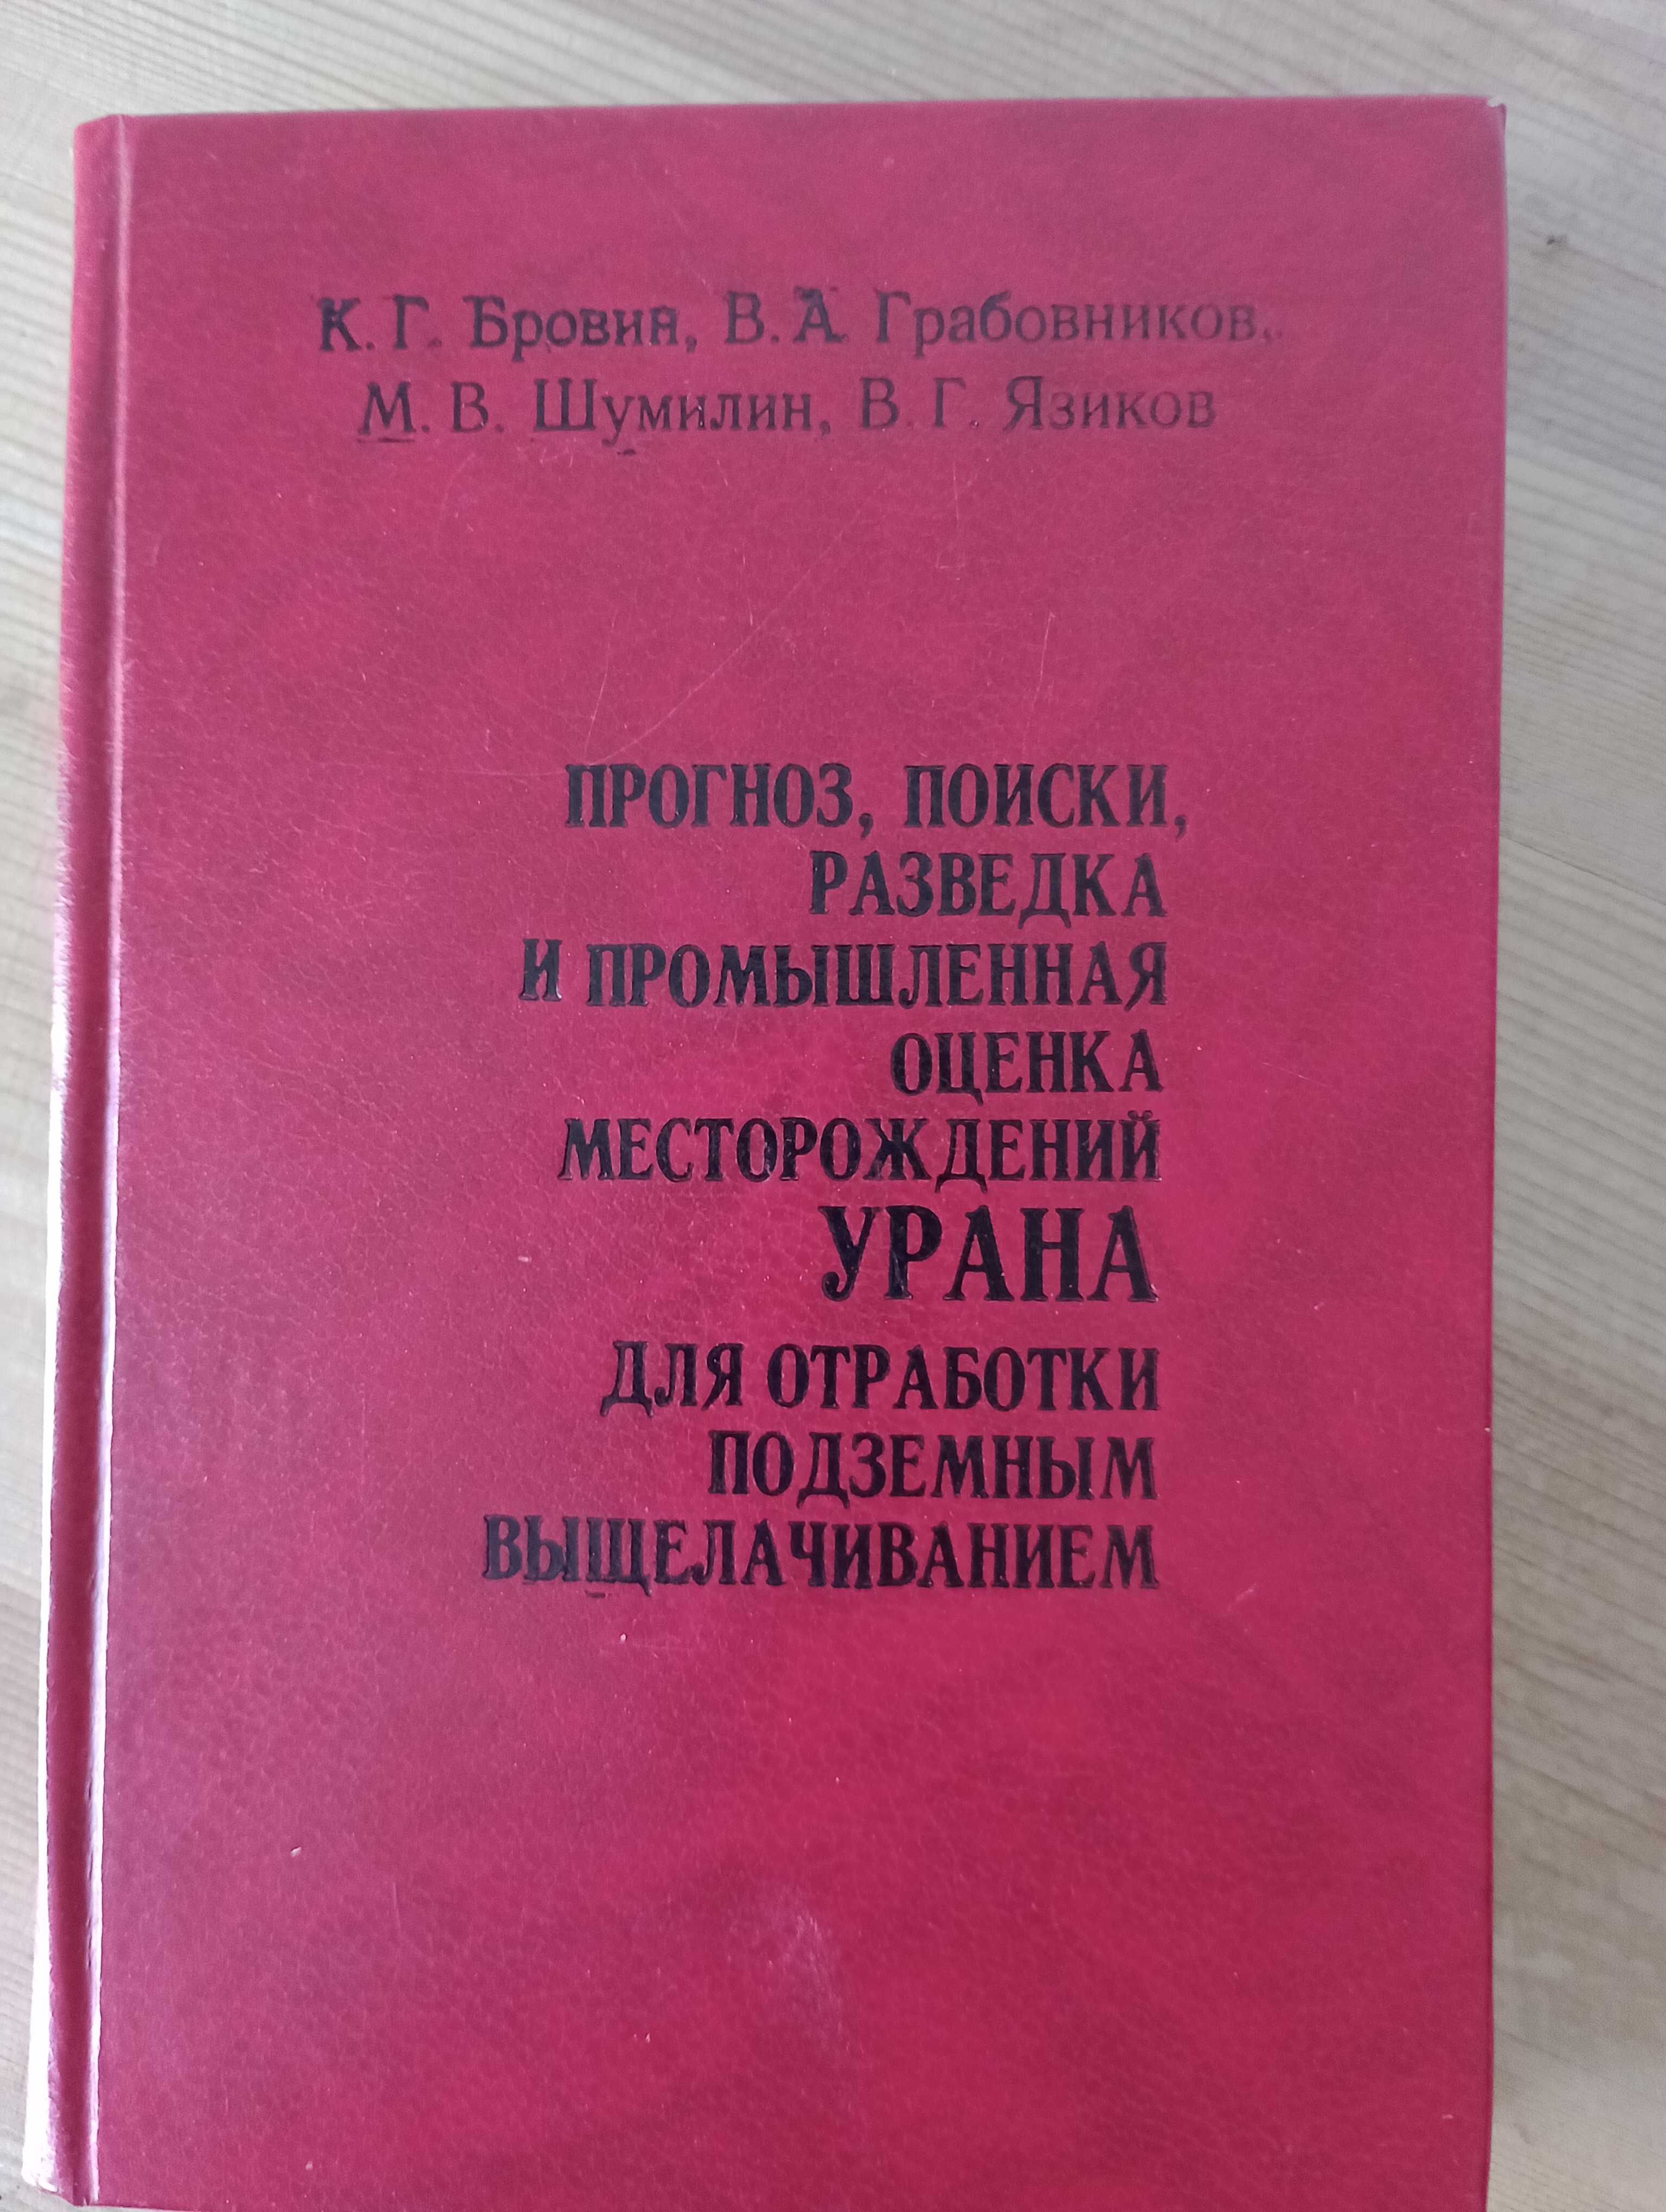 К. Г. Бровин, В. А. Грабовников,
М. В. Шумилин, В. Г. Язиков
ПРОГНОЗ, ПОИСКИ,
РАЗВЕДКА
И ПРОМЫШЛЕННАЯ
ОЦЕНКА
МЕСТОРОЖДЕНИЙ
УРАНА
ДЛЯ ОТРАБОТКИ
ПОДЗЕМНЫМ
ВЫЩЕЛАЧИВАНИЕМ